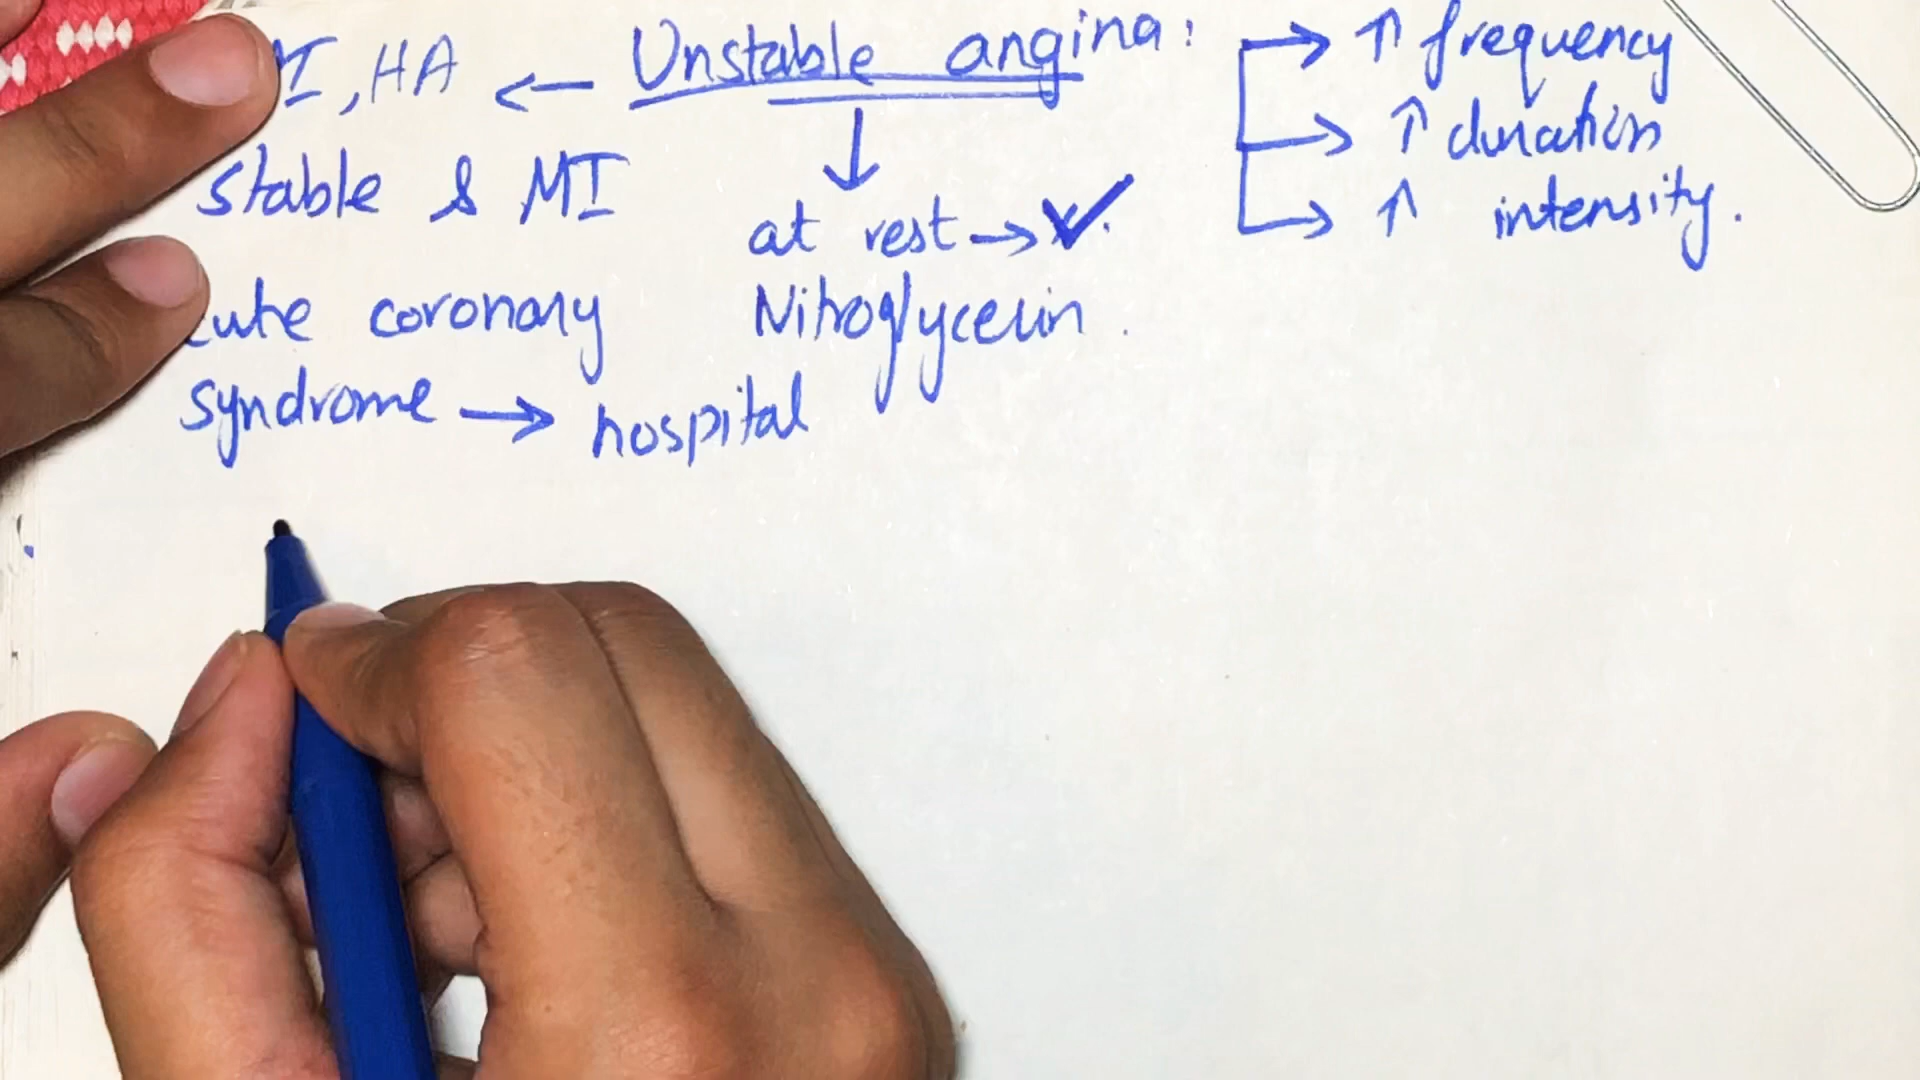 I, HA ← Unstable angina: → ↑ frequency
→ ↑ duration
→ ↑ intensity.
stable & MI
at rest → ✓.
cute coronary
Nitroglycerin.
syndrome → hospital